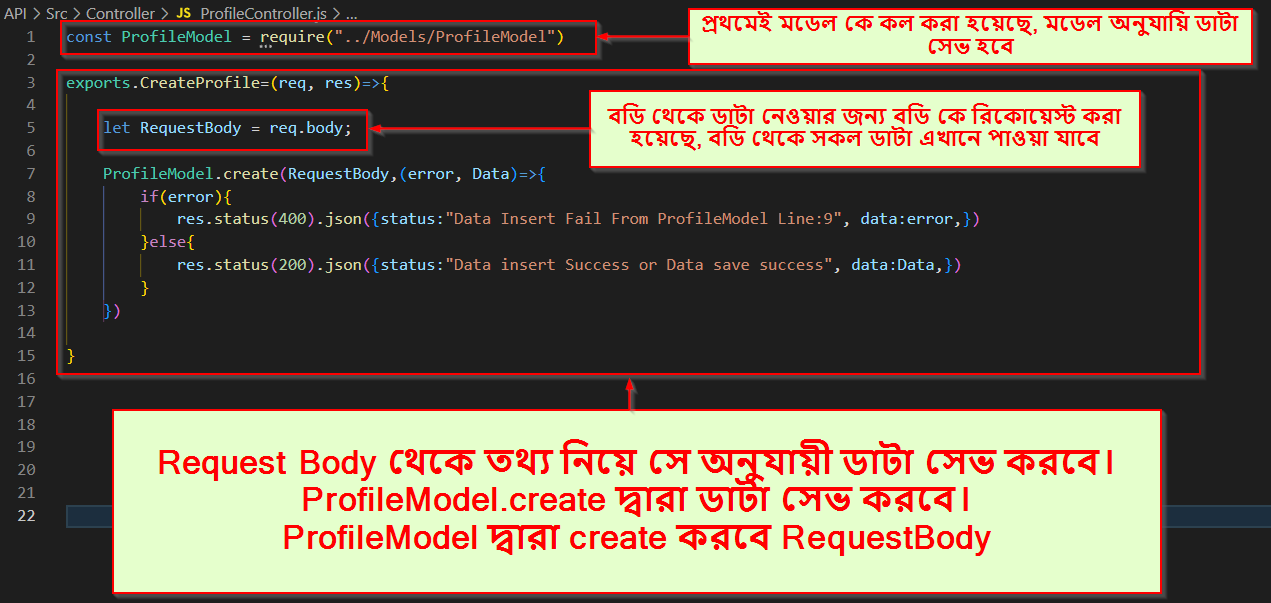 API > Src > Controller > JS ProfileController.js > ...
1 const ProfileModel = require("../Models/ProfileModel")
প্রথমেই মডেল কে কল করা হয়েছে, মডেল অনুযায়ি ডাটা
সেভ হবে
2
3 exports.CreateProfile=(req, res)=>{
4
5 let RequestBody = req.body;
বডি থেকে ডাটা নেওয়ার জন্য বডি কে রিকোয়েস্ট করা
হয়েছে, বডি থেকে সকল ডাটা এখানে পাওয়া যাবে
6
7 ProfileModel.create(RequestBody,(error, Data)=>{
8 if(error){
9 res.status(400).json({status:"Data Insert Fail From ProfileModel Line:9", data:error,})
10 }else{
11 res.status(200).json({status:"Data insert Success or Data save success", data:Data,})
12 }
13 })
14
15 }
16
17
18
19
20
21
22
Request Body থেকে তথ্য নিয়ে সে অনুযায়ী ডাটা সেভ করবে।
ProfileModel.create দ্বারা ডাটা সেভ করবে।
ProfileModel দ্বারা create করবে RequestBody